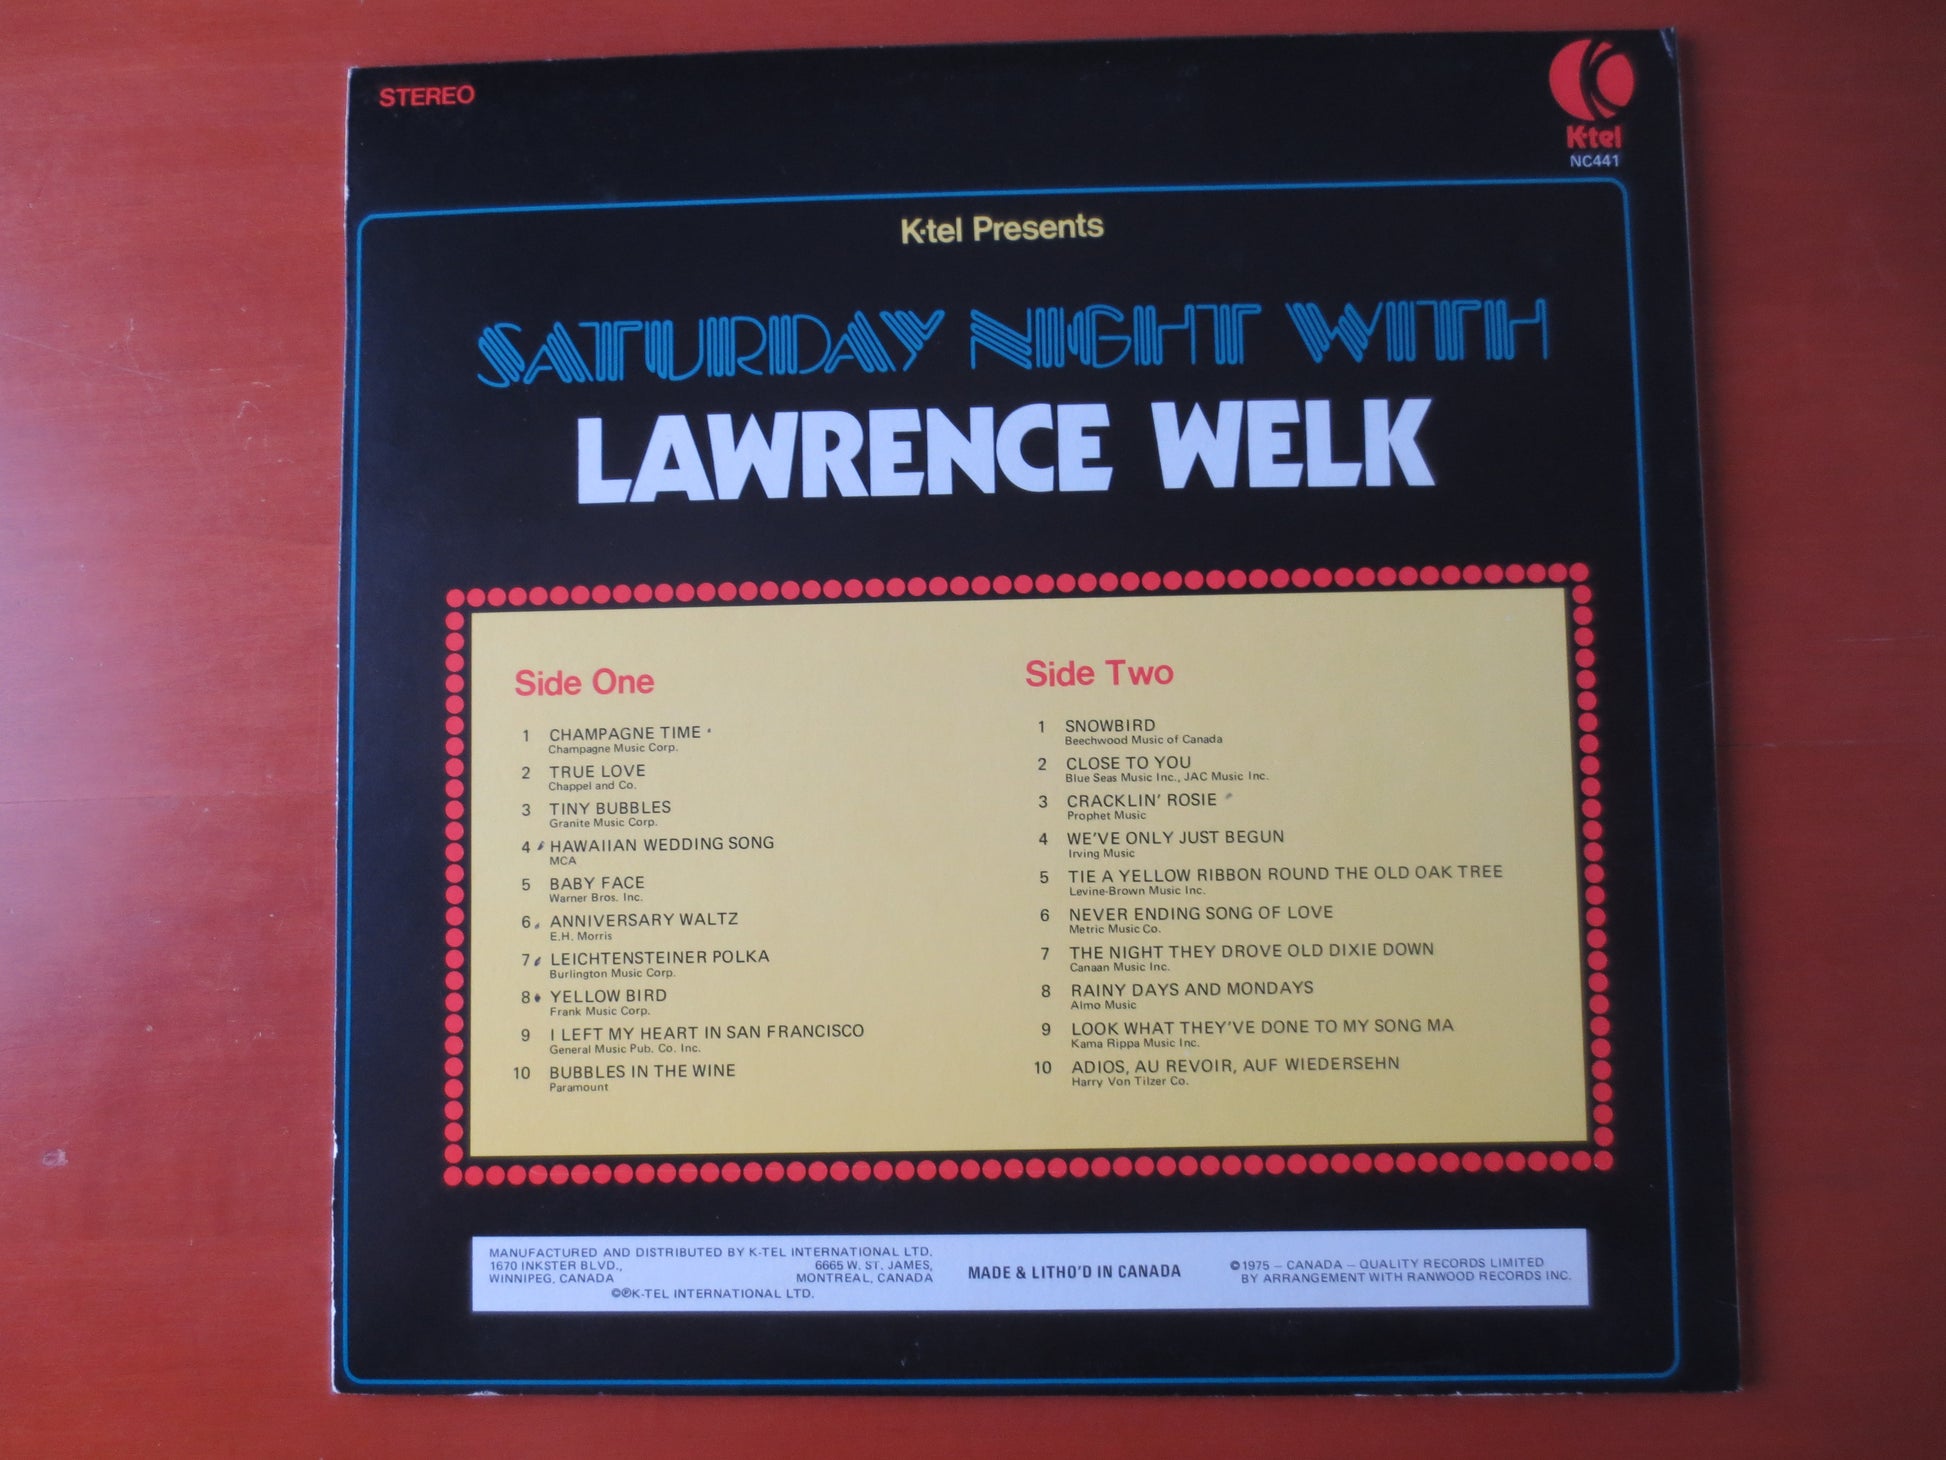 STEREO
K-tel
NC441
K-tel Presents
SATURDAY NIGHT WITH
LAWRENCE WELK
Side One
1 CHAMPAGNE TIME
Champagne Music Corp.
2 TRUE LOVE
Chappel and Co.
3 TINY BUBBLES
Granite Music Corp.
4 HAWAIIAN WEDDING SONG
MCA
5 BABY FACE
Warner Bros. Inc.
6 ANNIVERSARY WALTZ
E.H. Morris
7 LEICHTENSTEINER POLKA
Burlington Music Corp.
8 YELLOW BIRD
Frank Music Corp.
9 I LEFT MY HEART IN SAN FRANCISCO
General Music Pub. Co. Inc.
10 BUBBLES IN THE WINE
Paramount
Side Two
1 SNOWBIRD
Beechwood Music of Canada
2 CLOSE TO YOU
Blue Seas Music Inc., JAC Music Inc.
3 CRACKLIN' ROSIE
Prophet Music
4 WE'VE ONLY JUST BEGUN
Irving Music
5 TIE A YELLOW RIBBON ROUND THE OLD OAK TREE
Levine-Brown Music Inc.
6 NEVER ENDING SONG OF LOVE
Metric Music Co.
7 THE NIGHT THEY DROVE OLD DIXIE DOWN
Canaan Music Inc.
8 RAINY DAYS AND MONDAYS
Almo Music
9 LOOK WHAT THEY'VE DONE TO MY SONG MA
Kama Rippa Music Inc.
10 ADIOS, AU REVOIR, AUF WIEDERSEHN
Harry Von Tilzer Co.
MANUFACTURED AND DISTRIBUTED BY K-TEL INTERNATIONAL LTD.
1670 INKSTER BLVD., 6665 W. ST. JAMES,
WINNIPEG, CANADA MONTREAL, CANADA
©℗K-TEL INTERNATIONAL LTD.
MADE & LITHO'D IN CANADA
©1975 – CANADA – QUALITY RECORDS LIMITED
BY ARRANGEMENT WITH RANWOOD RECORDS INC.